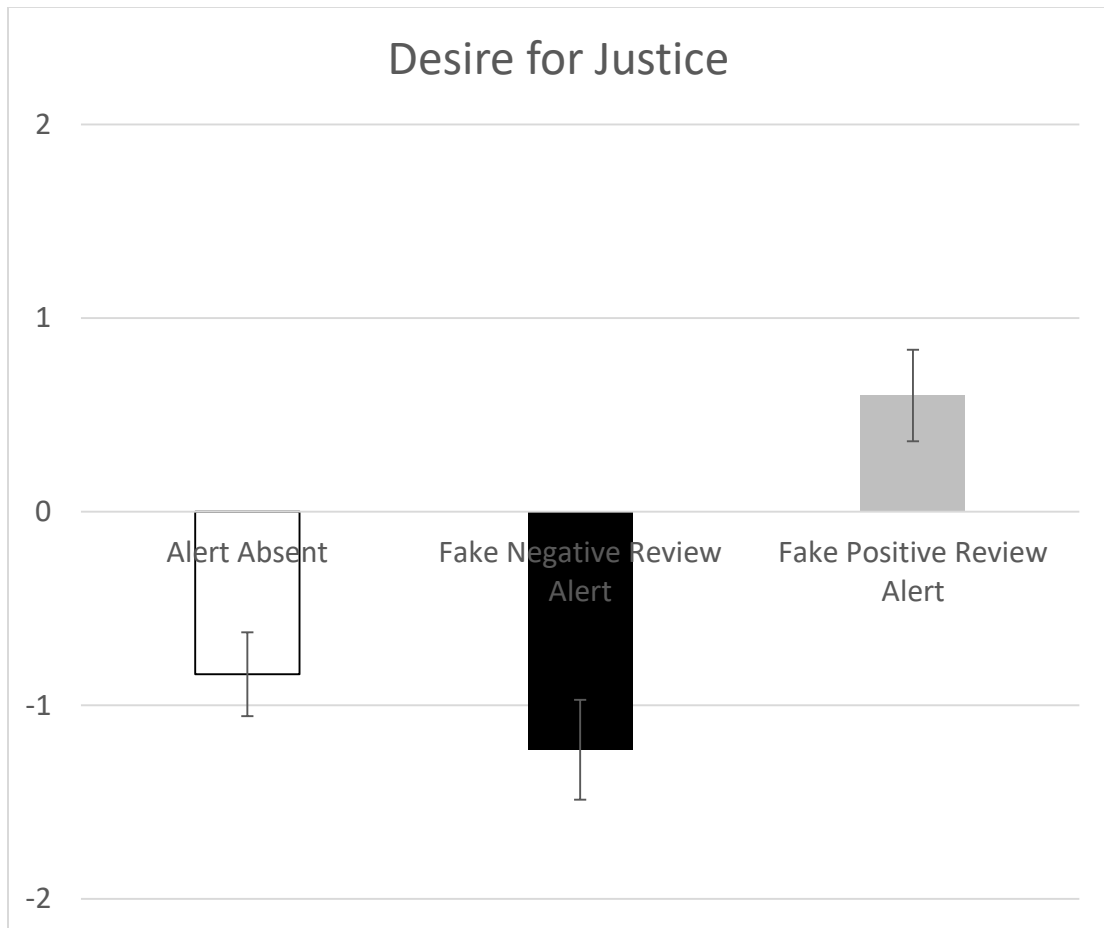 Desire for Justice
2
1
0
Alert Absent
Fake Negative Review
Alert
Fake Positive Review
Alert
-1
-2